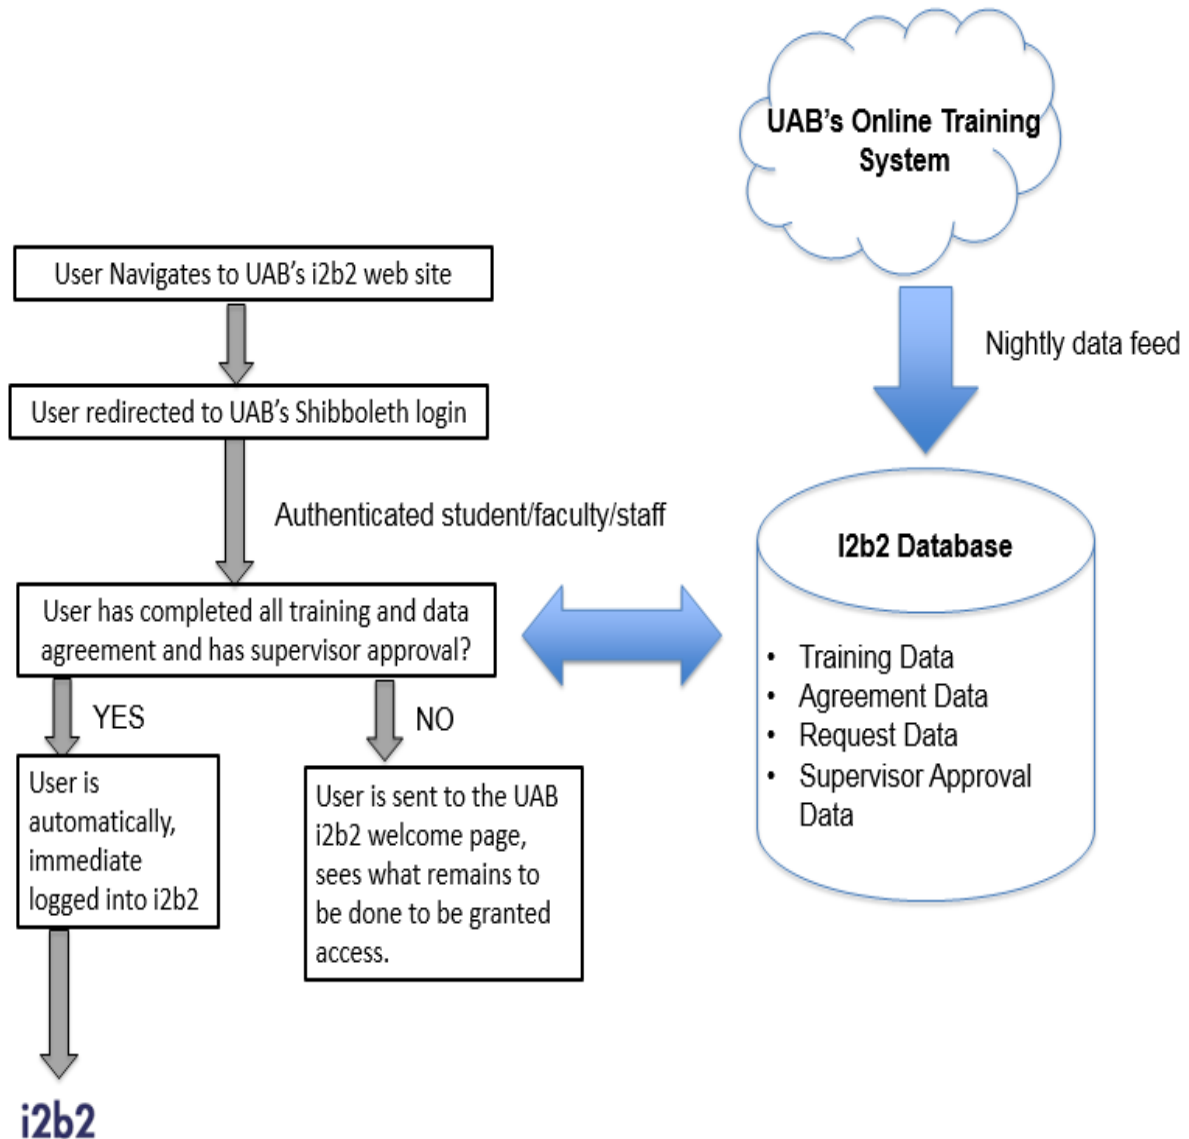 UAB’s Online Training
System
User Navigates to UAB’s i2b2 web site
Nightly data feed
User redirected to UAB’s Shibboleth login
Authenticated student/faculty/staff
I2b2 Database
User has completed all training and data
agreement and has supervisor approval?
• Training Data
• Agreement Data
• Request Data
• Supervisor Approval
Data
YES
NO
User is
automatically,
immediate
logged into i2b2
User is sent to the UAB
i2b2 welcome page,
sees what remains to
be done to be granted
access.
i2b2